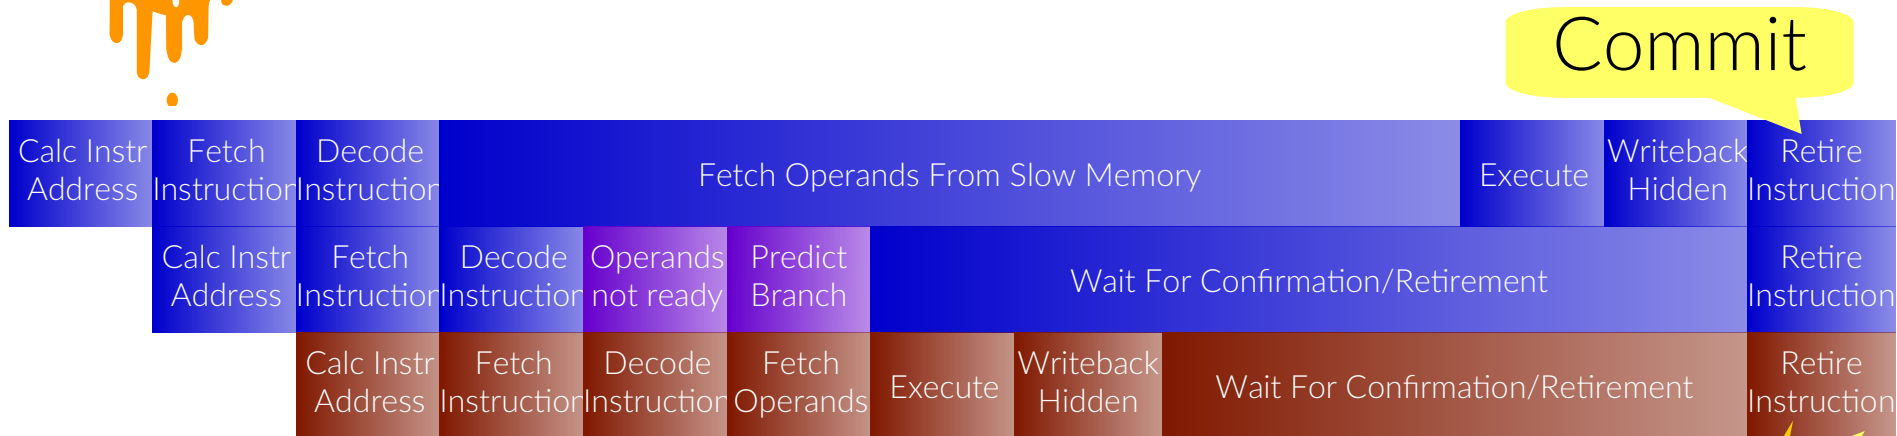 Commit
Calc Instr
Address
Fetch
Instruction
Decode
Instruction
Fetch Operands From Slow Memory
Execute
Writeback
Hidden
Retire
Instruction
Calc Instr
Address
Fetch
Instruction
Decode
Instruction
Operands
not ready
Predict
Branch
Wait For Confirmation/Retirement
Retire
Instruction
Calc Instr
Address
Fetch
Instruction
Decode
Instruction
Fetch
Operands
Execute
Writeback
Hidden
Wait For Confirmation/Retirement
Retire
Instruction